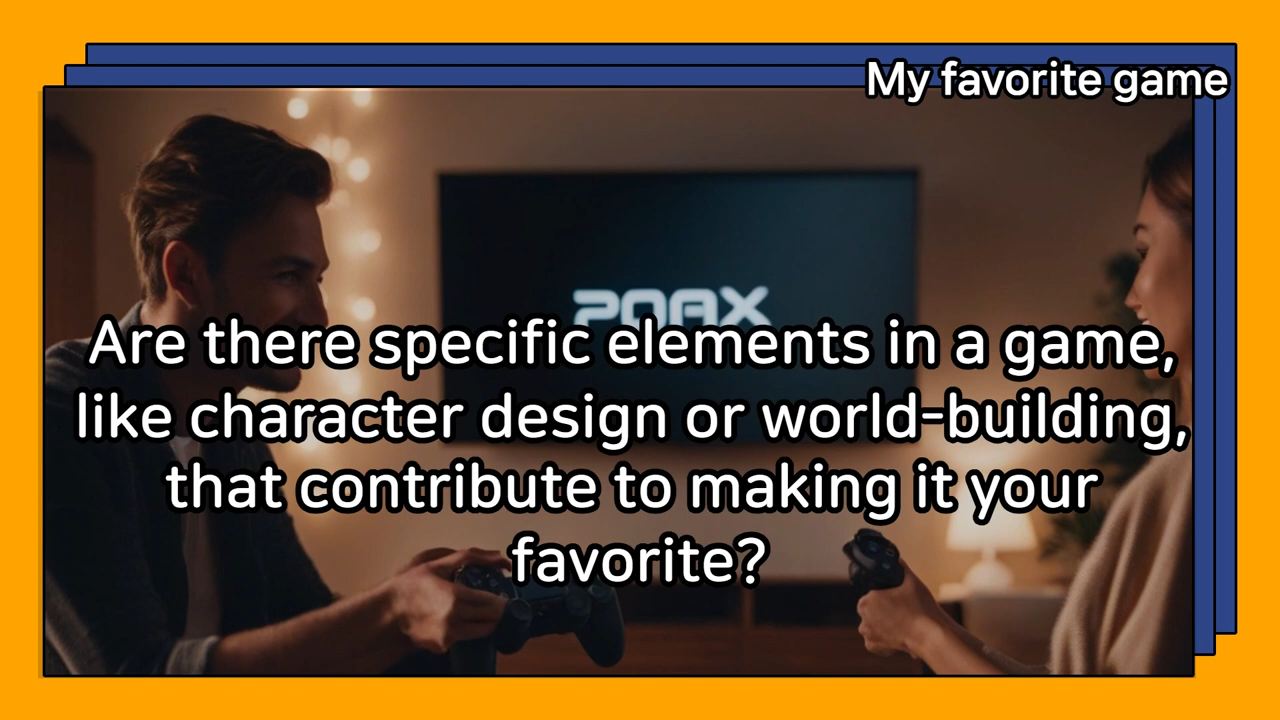 My favorite game
Are there specific elements in a game,
like character design or world-building,
that contribute to making it your
favorite?